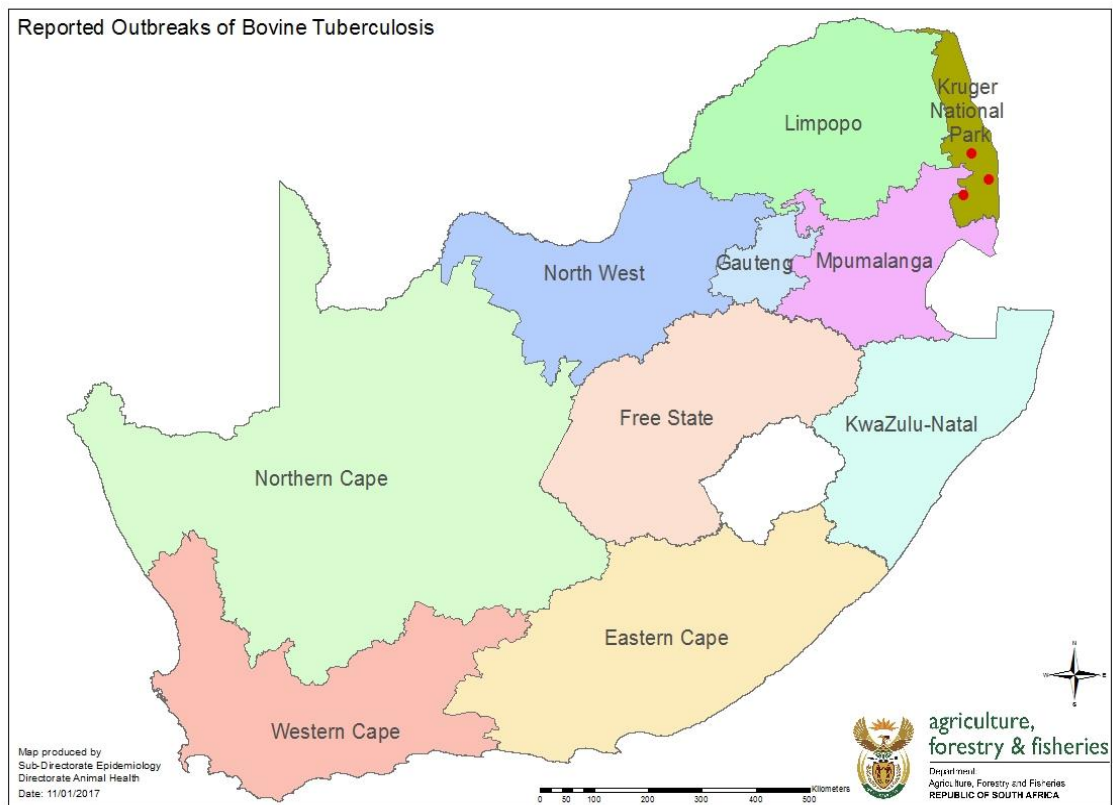 Reported Outbreaks of Bovine Tuberculosis
Kruger
National
Park
Limpopo
North West
Gauteng
Mpumalanga
Free State
KwaZulu-Natal
Northern Cape
Eastern Cape
Western Cape
N
W E
S
Map produced by
Sub-Directorate Epidemiology
Directorate Animal Health
Date: 11/01/2017
Kilometers
0 50 100 200 300 400 500
agriculture,
forestry & fisheries
Department:
Agriculture, Forestry and Fisheries
REPUBLIC OF SOUTH AFRICA